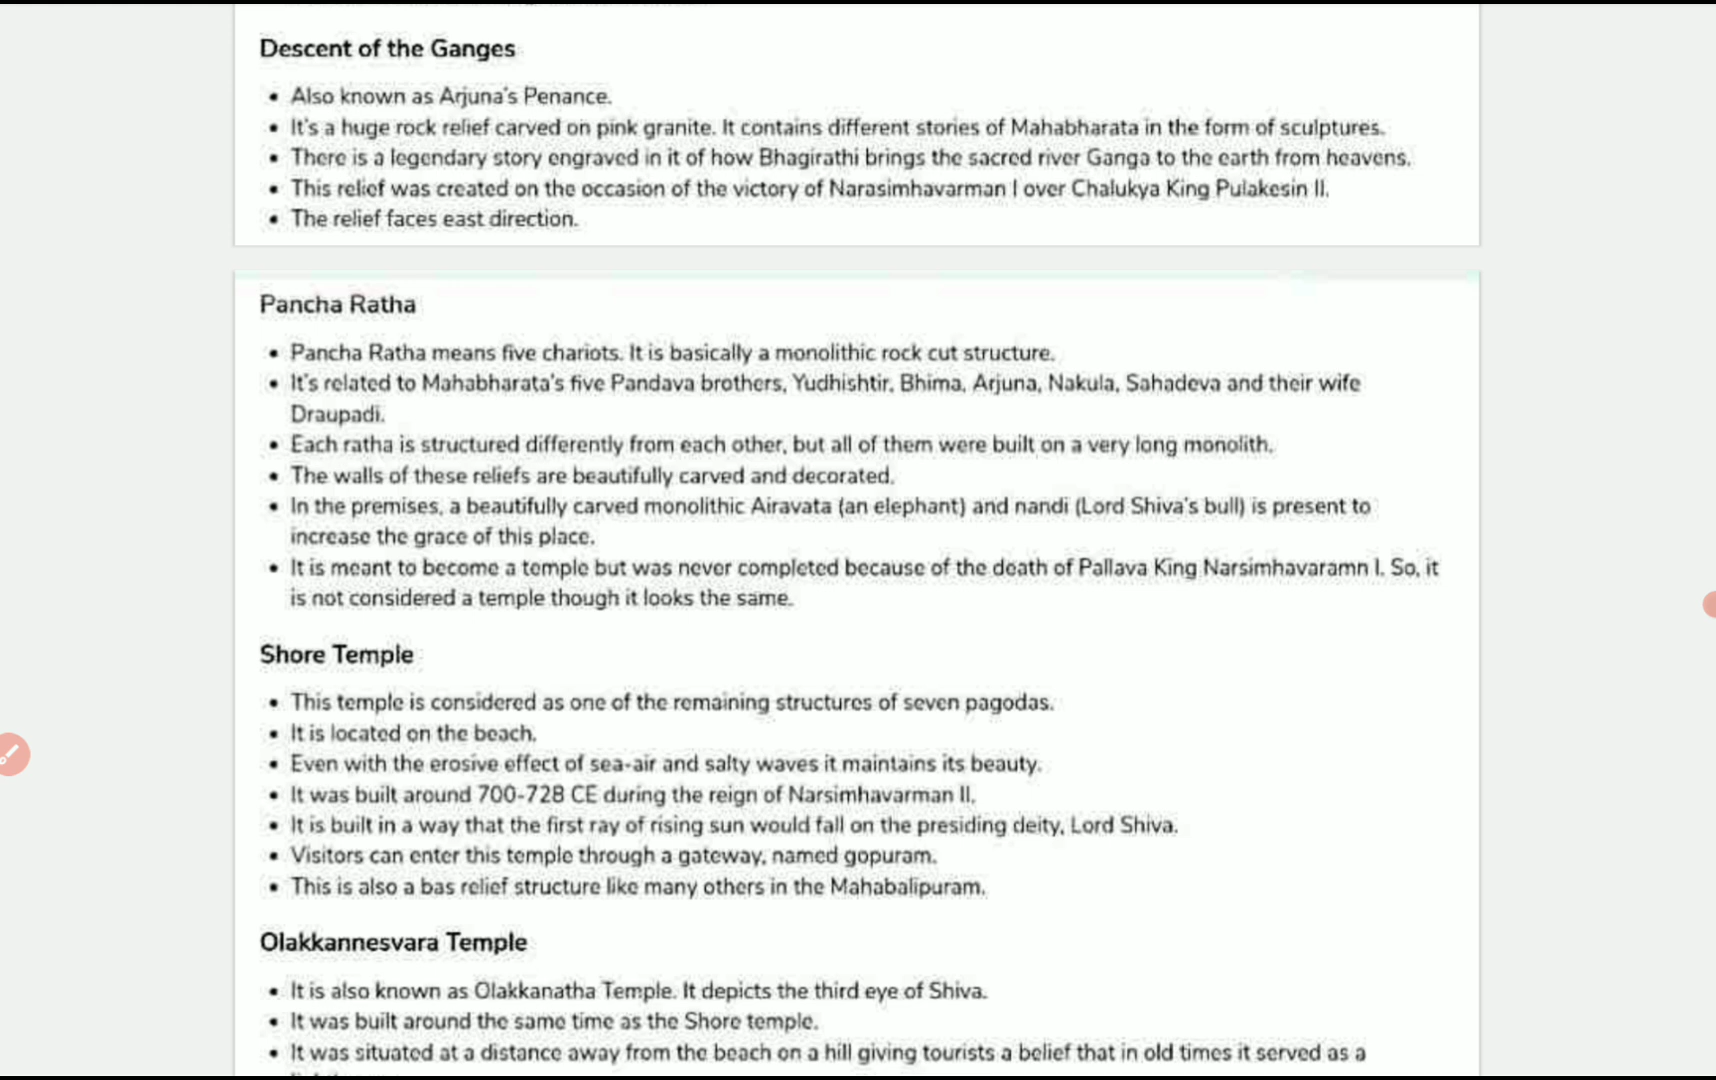 Descent of the Ganges
• Also known as Arjuna's Penance.
• It's a huge rock relief carved on pink granite. It contains different stories of Mahabharata in the form of sculptures.
• There is a legendary story engraved in it of how Bhagirathi brings the sacred river Ganga to the earth from heavens.
• This relief was created on the occasion of the victory of Narasimhavarman I over Chalukya King Pulakesin II.
• The relief faces east direction.
Pancha Ratha
• Pancha Ratha means five chariots. It is basically a monolithic rock cut structure.
• It's related to Mahabharata's five Pandava brothers, Yudhishtir, Bhima, Arjuna, Nakula, Sahadeva and their wife
Draupadi.
• Each ratha is structured differently from each other, but all of them were built on a very long monolith.
• The walls of these reliefs are beautifully carved and decorated.
• In the premises, a beautifully carved monolithic Airavata (an elephant) and nandi (Lord Shiva's bull) is present to
increase the grace of this place.
• It is meant to become a temple but was never completed because of the death of Pallava King Narsimhavaramn I. So, it
is not considered a temple though it looks the same.
Shore Temple
• This temple is considered as one of the remaining structures of seven pagodas.
• It is located on the beach.
• Even with the erosive effect of sea-air and salty waves it maintains its beauty.
• It was built around 700-728 CE during the reign of Narsimhavarman II.
• It is built in a way that the first ray of rising sun would fall on the presiding deity, Lord Shiva.
• Visitors can enter this temple through a gateway, named gopuram.
• This is also a bas relief structure like many others in the Mahabalipuram.
Olakkannesvara Temple
• It is also known as Olakkanatha Temple. It depicts the third eye of Shiva.
• It was built around the same time as the Shore temple.
• It was situated at a distance away from the beach on a hill giving tourists a belief that in old times it served as a